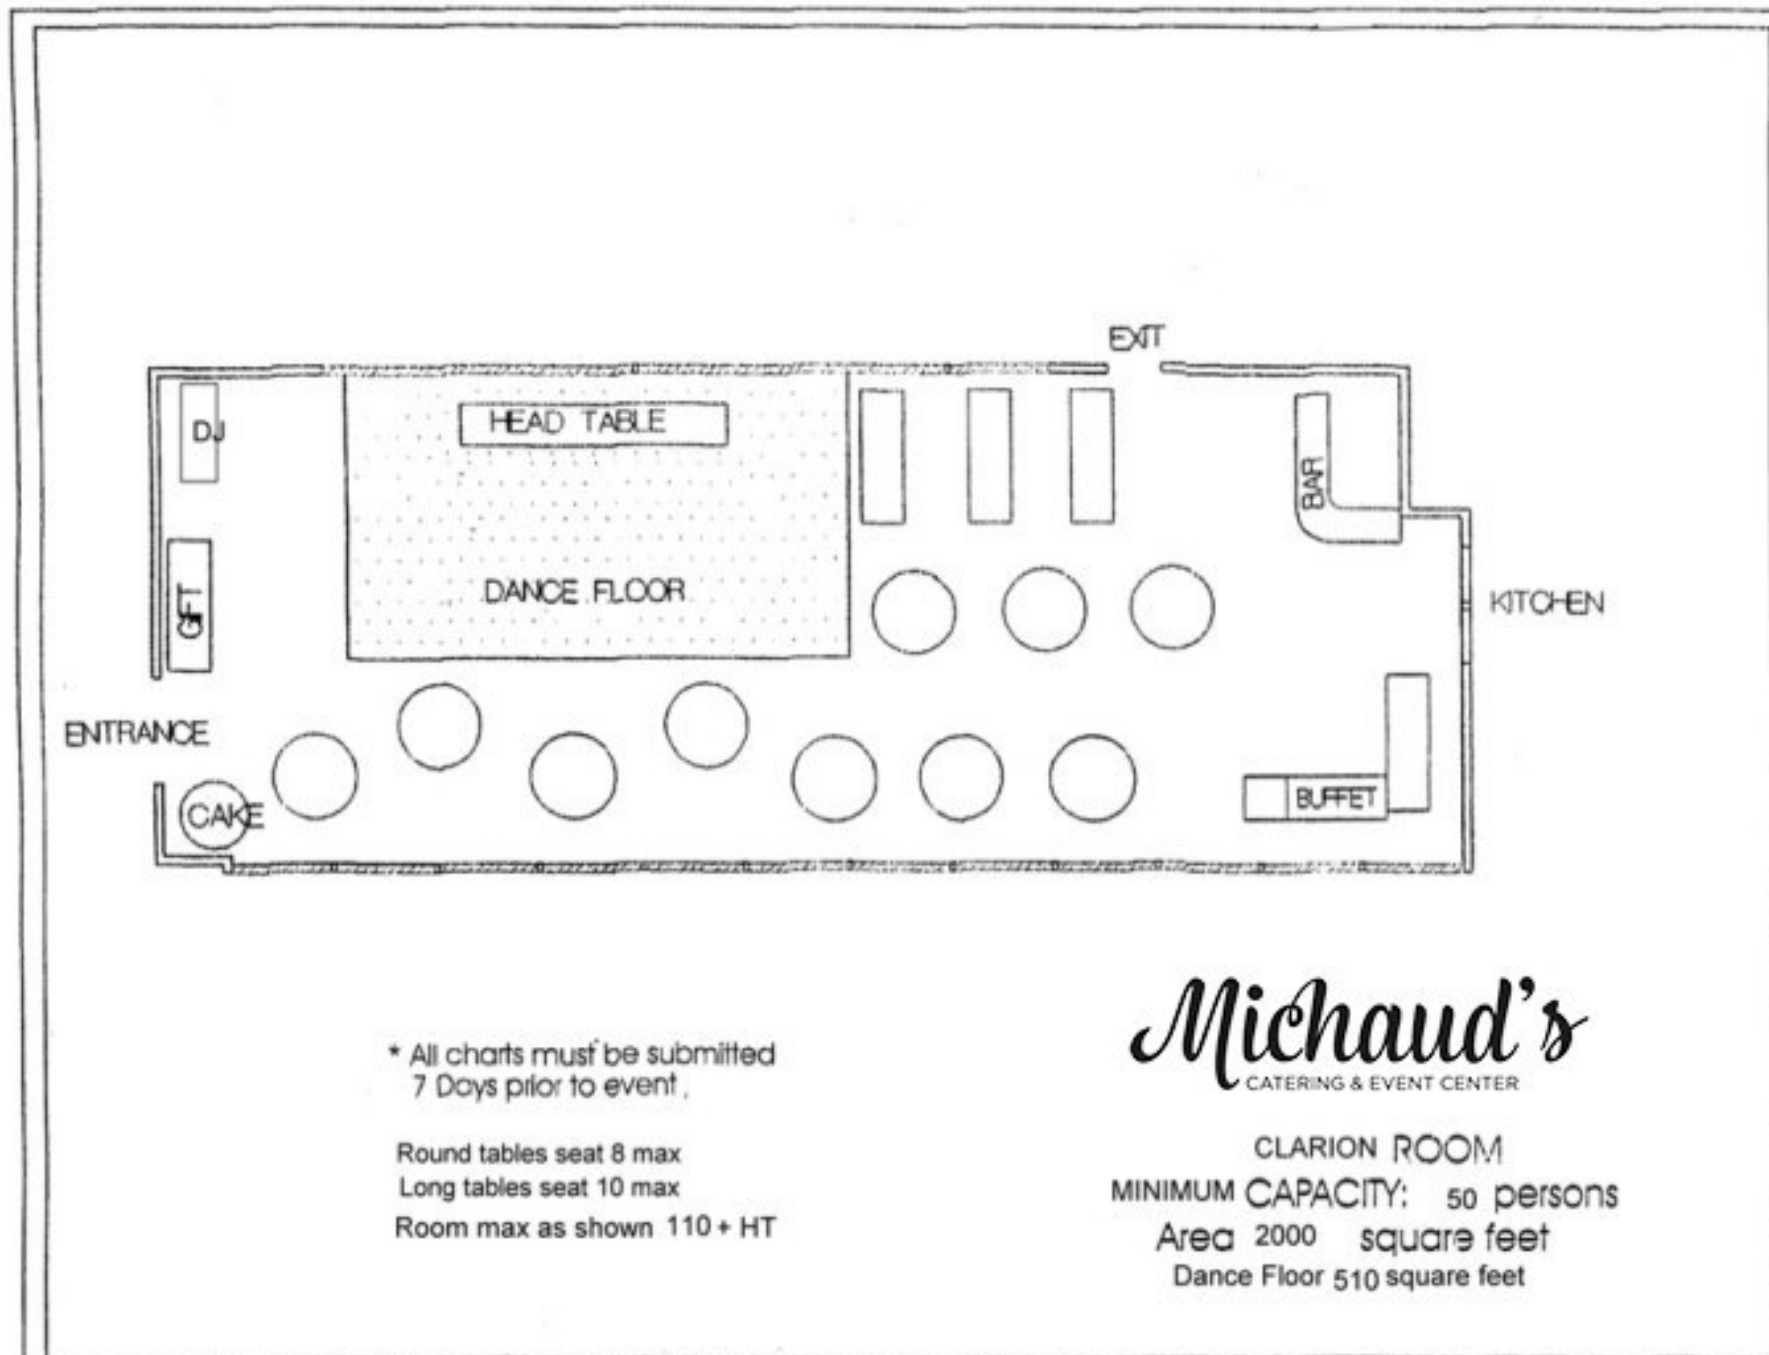 EXIT
DJ
HEAD TABLE
BAR
GIFT
DANCE FLOOR
KITCHEN
ENTRANCE
CAKE
BUFFET
* All charts must be submitted
7 Days prior to event.
Round tables seat 8 max
Long tables seat 10 max
Room max as shown 110 + HT
Michaud's
CATERING & EVENT CENTER
CLARION ROOM
MINIMUM CAPACITY: 50 persons
Area 2000 square feet
Dance Floor 510 square feet